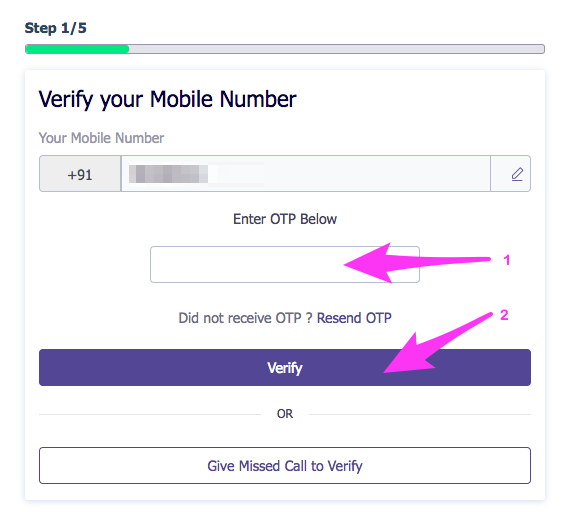 Step 1/5
Verify your Mobile Number
Your Mobile Number
+91
Enter OTP Below
1
Did not receive OTP ? Resend OTP
2
Verify
OR
Give Missed Call to Verify